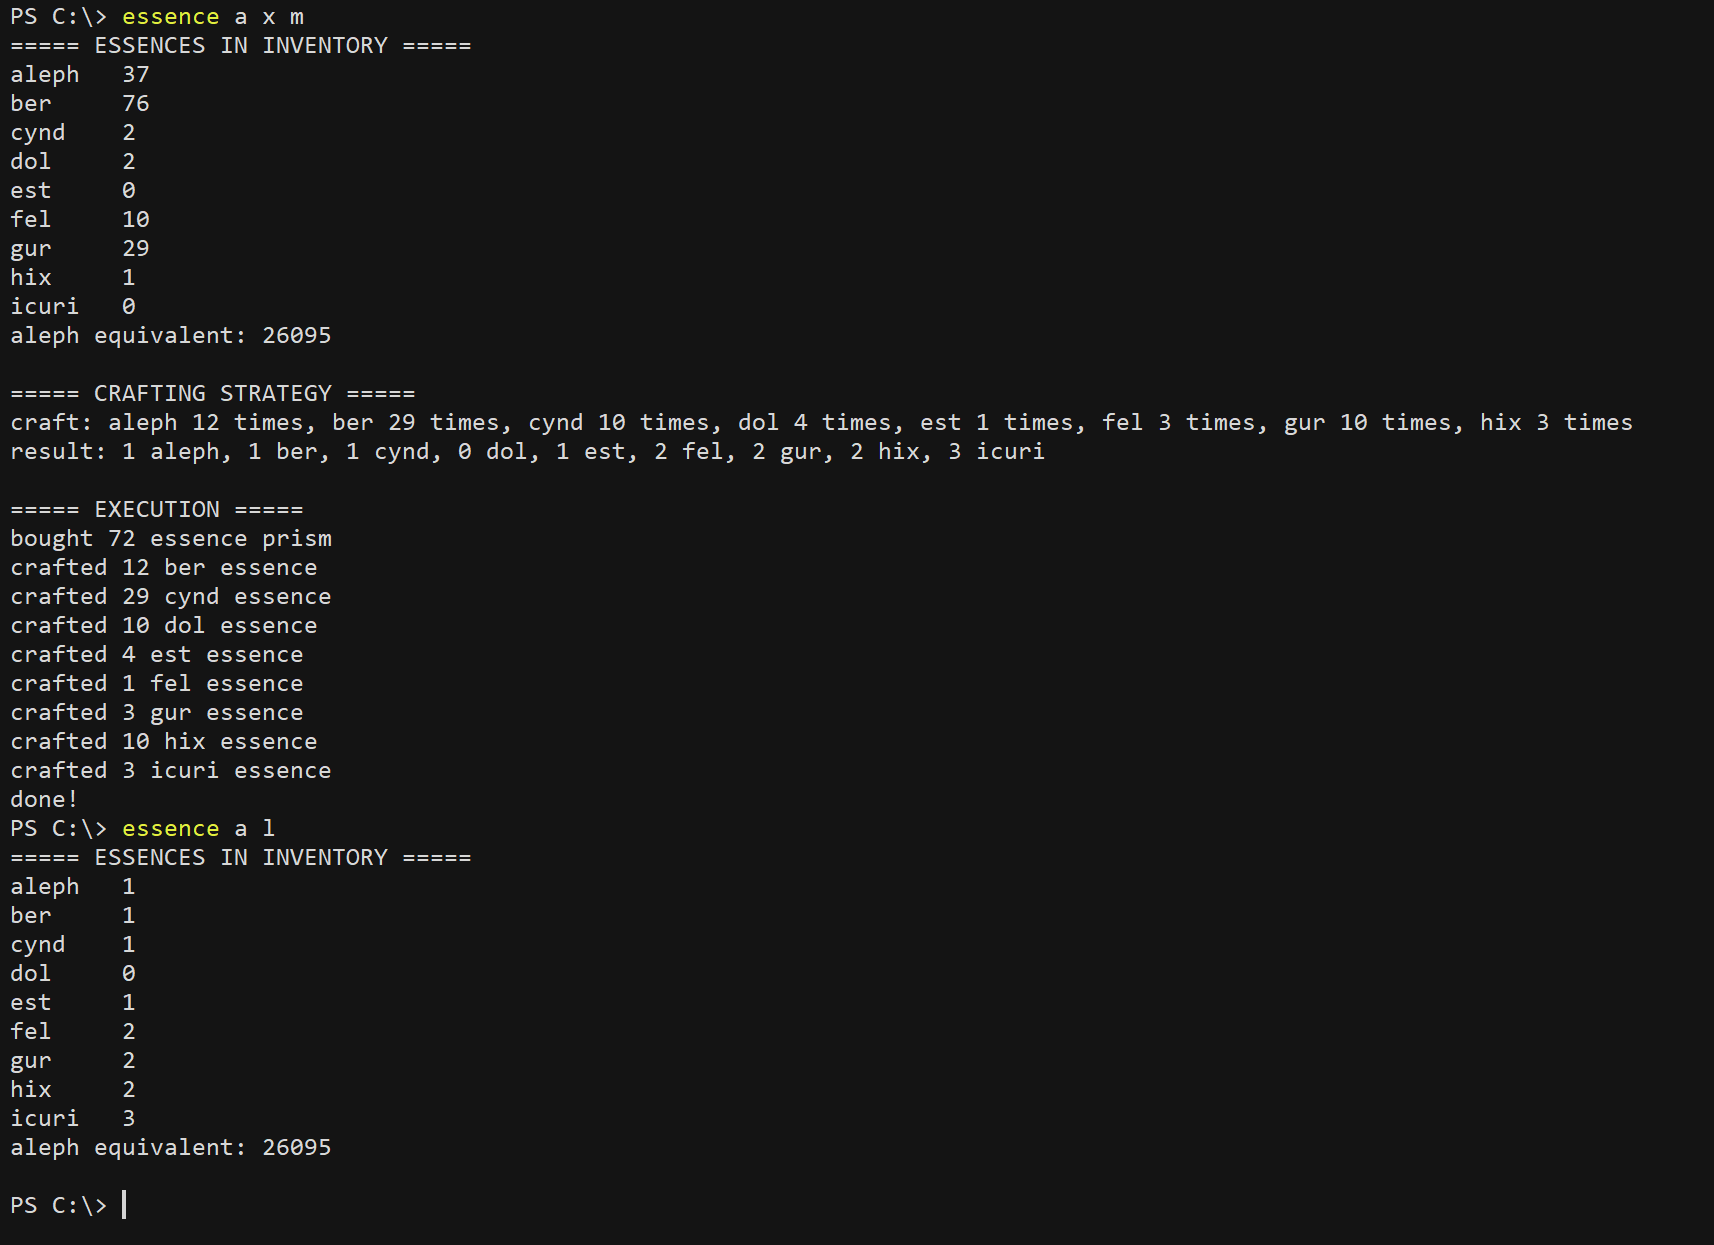 PS C:\> essence a x m
===== ESSENCES IN INVENTORY =====
aleph   37
ber     76
cynd    2
dol     2
est     0
fel     10
gur     29
hix     1
icuri   0
aleph equivalent: 26095

===== CRAFTING STRATEGY =====
craft: aleph 12 times, ber 29 times, cynd 10 times, dol 4 times, est 1 times, fel 3 times, gur 10 times, hix 3 times
result: 1 aleph, 1 ber, 1 cynd, 0 dol, 1 est, 2 fel, 2 gur, 2 hix, 3 icuri

===== EXECUTION =====
bought 72 essence prism
crafted 12 ber essence
crafted 29 cynd essence
crafted 10 dol essence
crafted 4 est essence
crafted 1 fel essence
crafted 3 gur essence
crafted 10 hix essence
crafted 3 icuri essence
done!
PS C:\> essence a l
===== ESSENCES IN INVENTORY =====
aleph   1
ber     1
cynd    1
dol     0
est     1
fel     2
gur     2
hix     2
icuri   3
aleph equivalent: 26095

PS C:\>